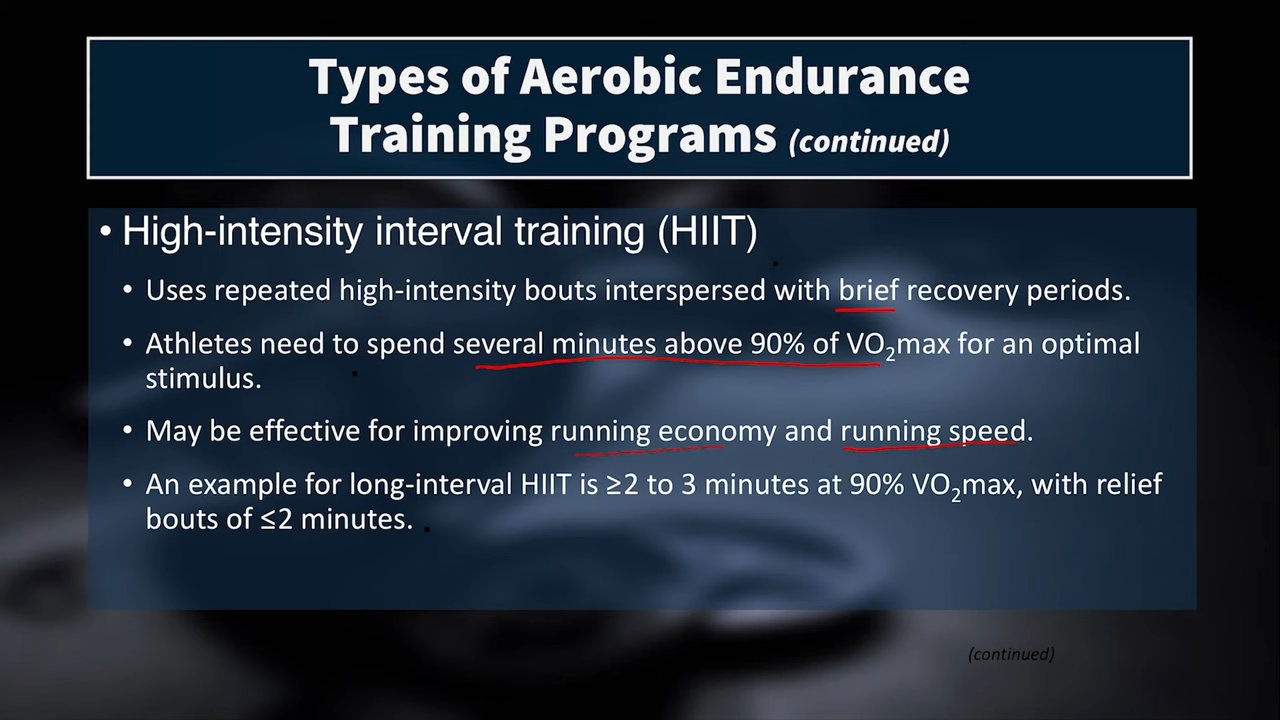 Types of Aerobic Endurance
Training Programs (continued)
• High-intensity interval training (HIIT)
• Uses repeated high-intensity bouts interspersed with brief recovery periods.
• Athletes need to spend several minutes above 90% of VO₂max for an optimal
stimulus.
• May be effective for improving running economy and running speed.
• An example for long-interval HIIT is ≥2 to 3 minutes at 90% VO₂max, with relief
bouts of ≤2 minutes.
(continued)